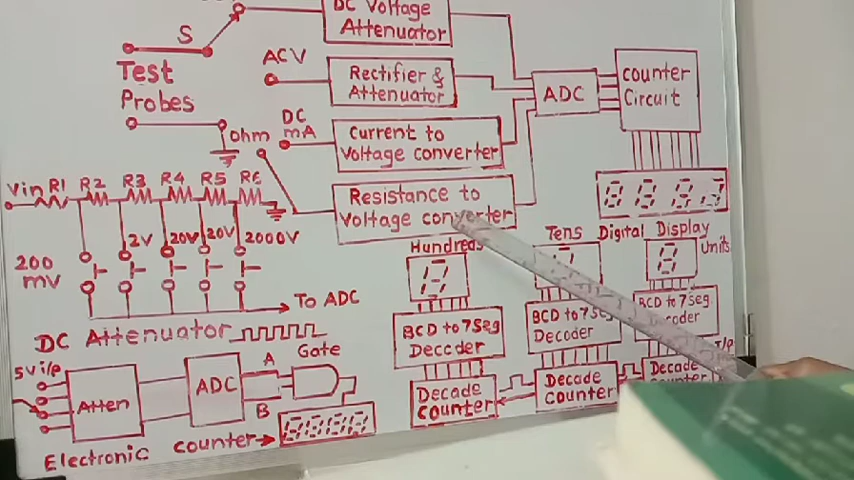 DC Voltage
Attenuator
S
Test
Probes
ACV
Rectifier &
Attenuator
ADC
counter
Circuit
DC
mA
Current to
Voltage converter
Ohm
Resistance to
Voltage converter
Vin R1 R2 R3 R4 R5 R6
200
mV
2V 20V 20V 2000V
To ADC
DC Attenuator
Digital Display
Hundreds
Tens
Units
BCD to 7Seg
Decoder
BCD to 7Seg
Decoder
BCD to 7Seg
Decade
Counter
Decade
Counter
5V i/p
Atten
ADC
A
B
Gate
Electronic counter